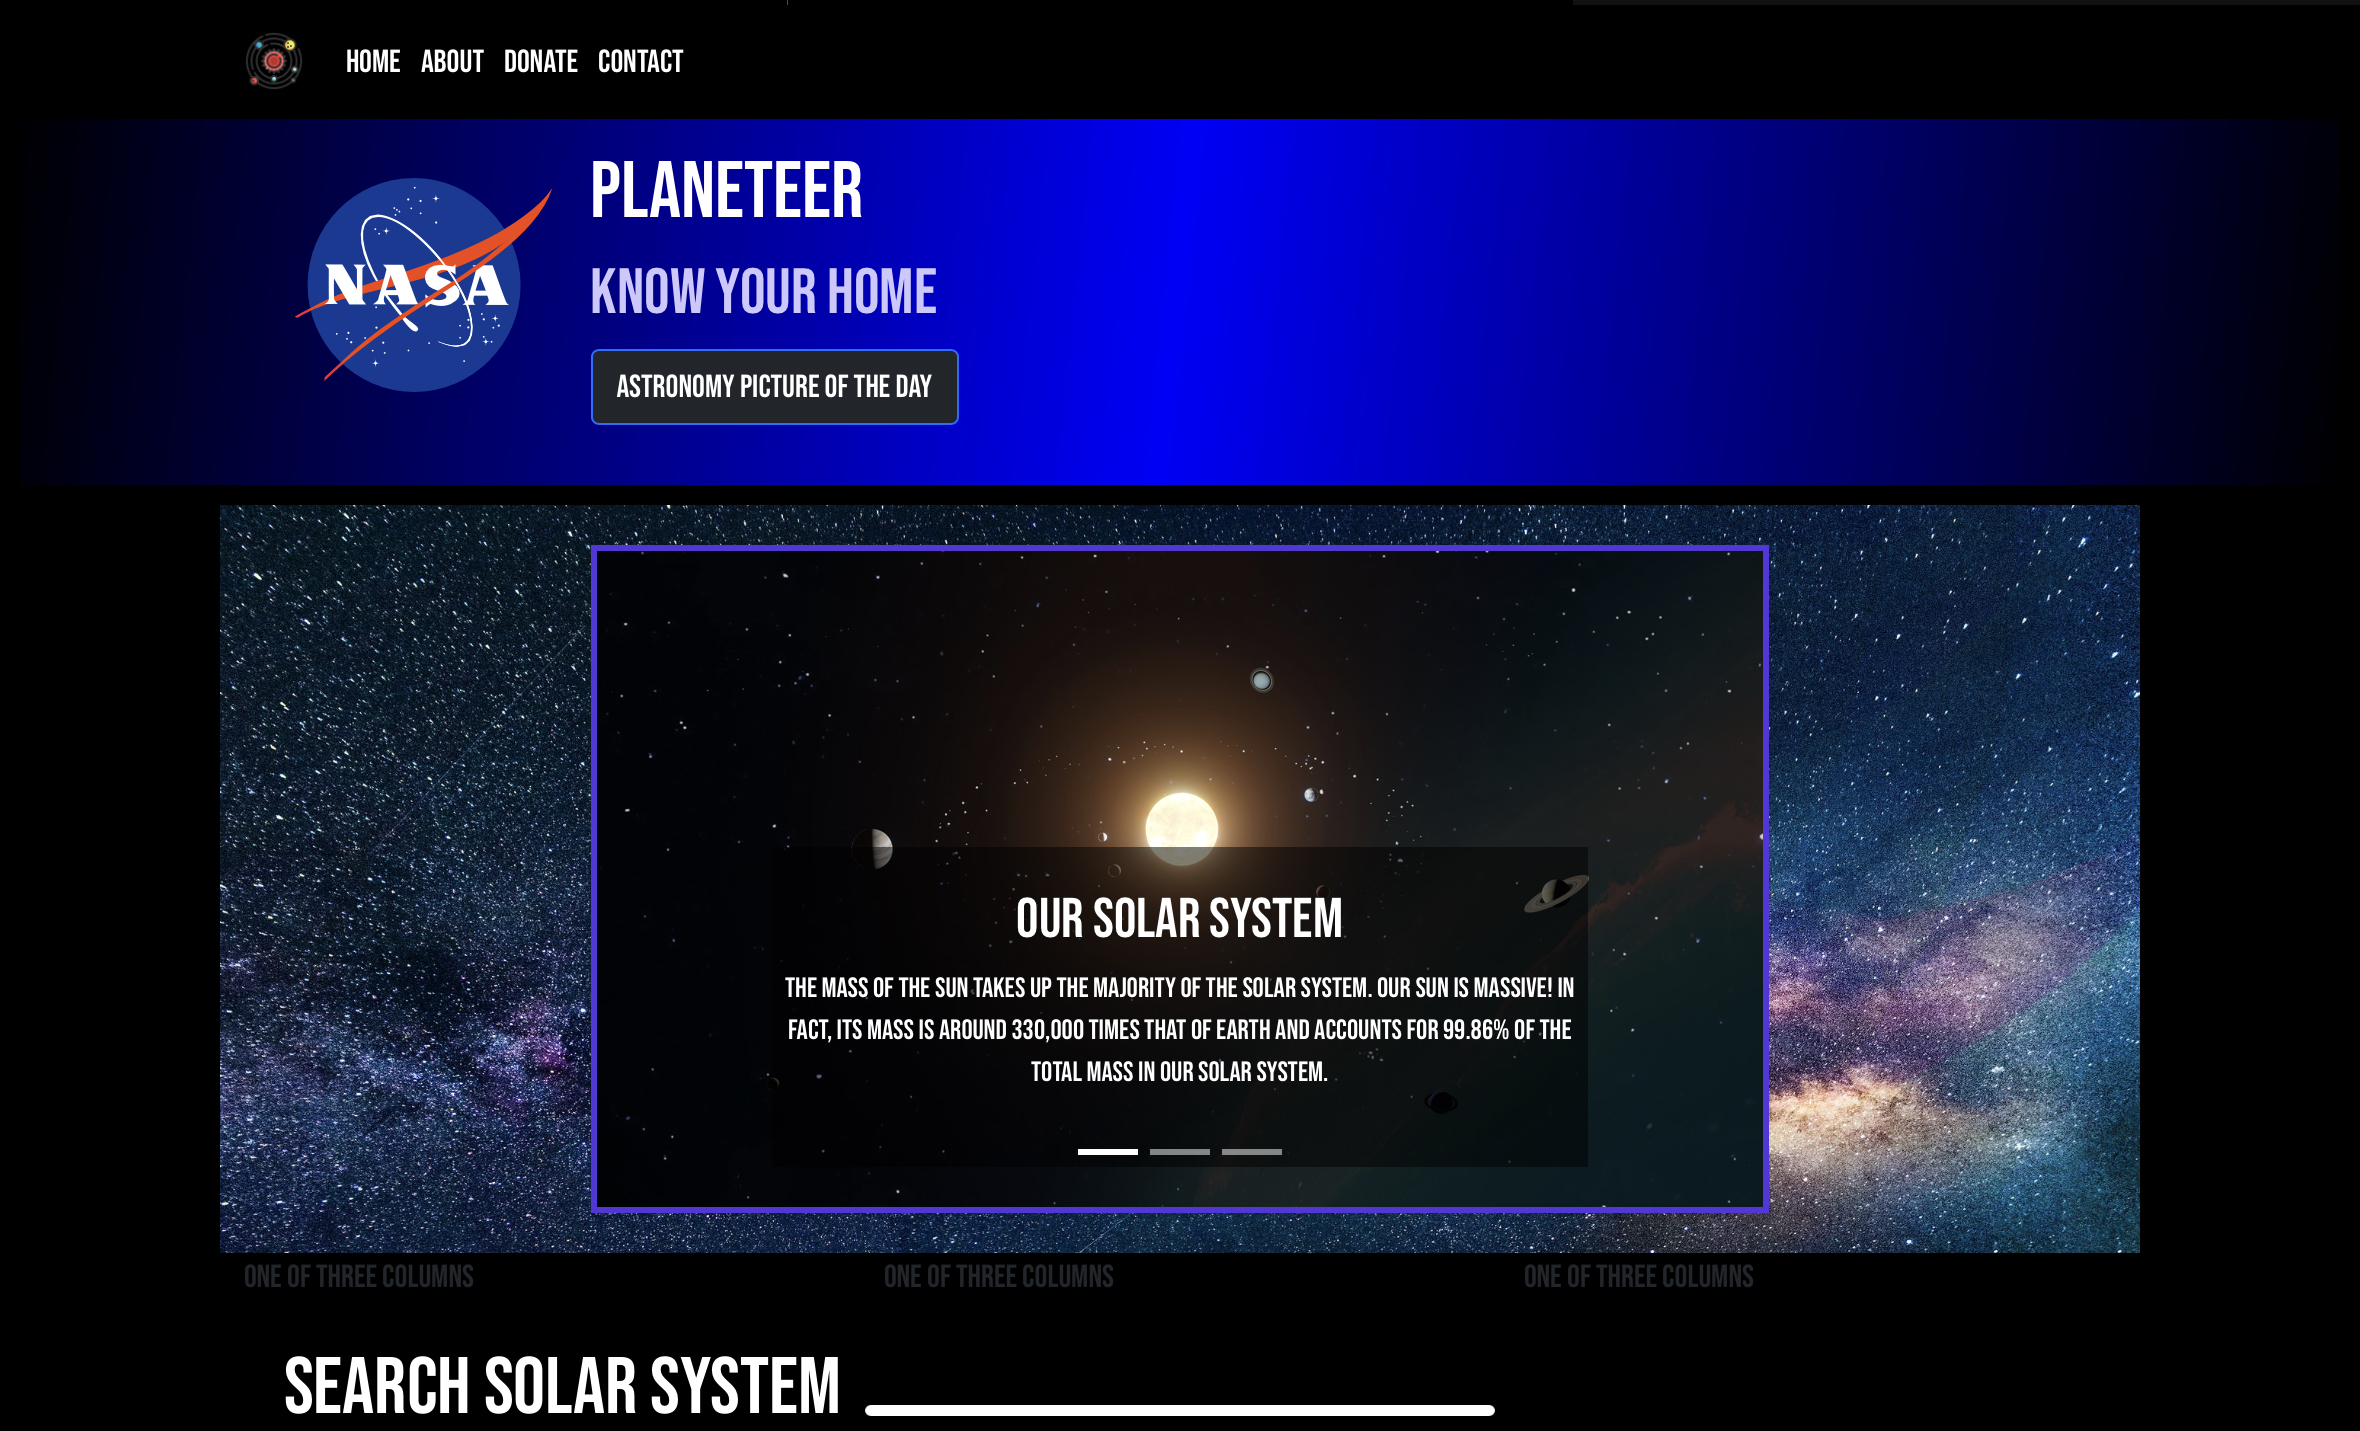 HOME ABOUT DONATE CONTACT
PLANETEER
NASA
KNOW YOUR HOME
ASTRONOMY PICTURE OF THE DAY
OUR SOLAR SYSTEM
THE MASS OF THE SUN TAKES UP THE MAJORITY OF THE SOLAR SYSTEM. OUR SUN IS MASSIVE! IN
FACT, ITS MASS IS AROUND 330,000 TIMES THAT OF EARTH AND ACCOUNTS FOR 99.86% OF THE
TOTAL MASS IN OUR SOLAR SYSTEM.
ONE OF THREE COLUMNS ONE OF THREE COLUMNS ONE OF THREE COLUMNS
SEARCH SOLAR SYSTEM